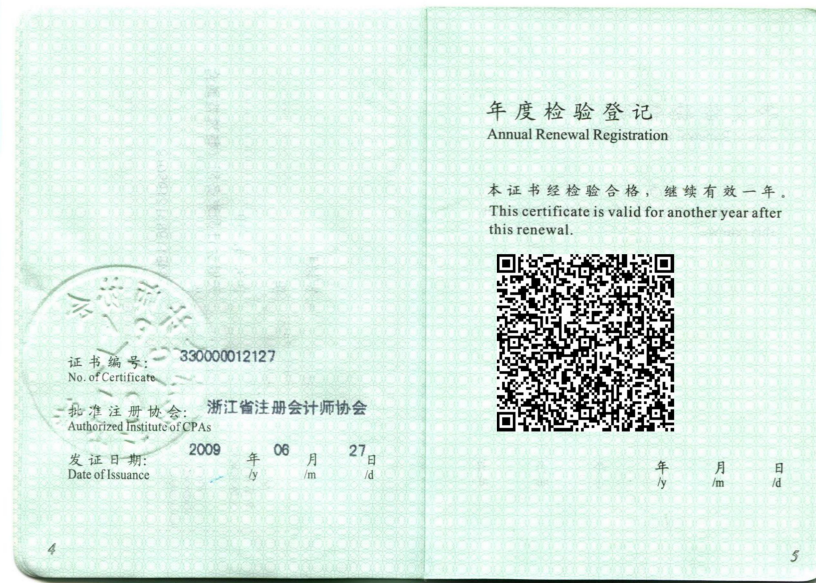 证书编号: 330000012127
No. of Certificate
批准注册协会: 浙江省注册会计师协会
Authorized Institute of CPAs
发证日期: 2009 年 06 月 27 日
Date of Issuance /y /m /d
4
年度检验登记
Annual Renewal Registration
本证书经检验合格，继续有效一年。
This certificate is valid for another year after
this renewal.
年 月 日
/y /m /d
5